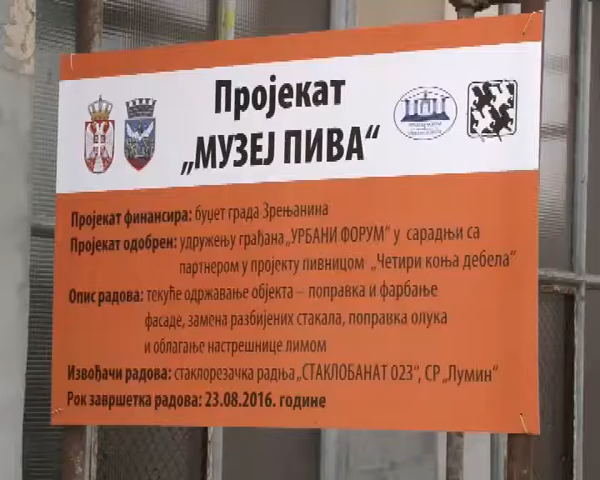 Пројекат
„МУЗЕЈ ПИВА“
Пројекат финансира: буџет града Зрењанина
Пројекат одобрен: удружењу грађана „УРБАНИ ФОРУМ“ у сарадњи са
партнером у пројекту пивницом „Четири коња дебела“
Опис радова: текуће одржавање објекта – поправка и фарбање
фасаде, замена разбијених стакала, поправка олука
и облагање настрешнице лимом
Извођачи радова: стаклорезачка радња „СТАКЛОБАНАТ 023“, СР „Лумин“
Рок завршетка радова: 23.08.2016. године